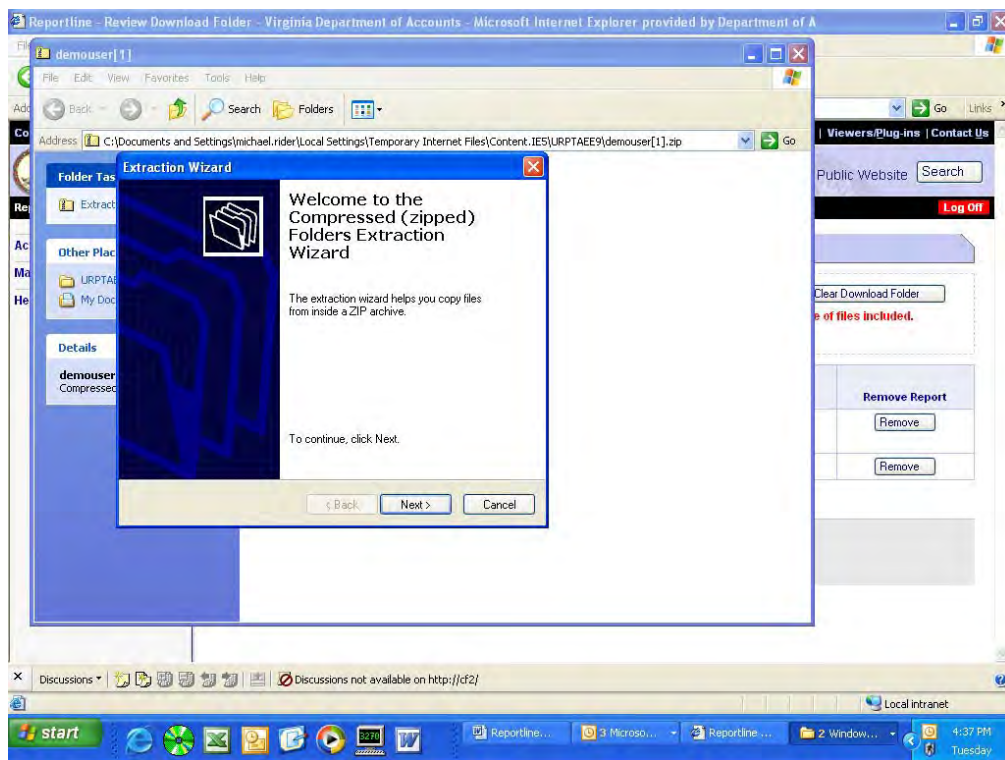 Reportline - Review Download Folder - Virginia Department of Accounts - Microsoft Internet Explorer provided by Department of A
demouser[1]
File Edit View Favorites Tools Help
Back Search Folders
Address C:\Documents and Settings\michael.rider\Local Settings\Temporary Internet Files\Content.IE5\URPTAEE9\demouser[1].zip Go
Go Links
Viewers/Plug-ins | Contact Us
Public Website Search
Log Off
Folder Tas
Extract
Other Plac
URPTAE
My Doc
Details
demouser
Compressed
Extraction Wizard
Welcome to the
Compressed (zipped)
Folders Extraction
Wizard
The extraction wizard helps you copy files
from inside a ZIP archive.
To continue, click Next.
< Back Next > Cancel
Clear Download Folder
e of files included.
Remove Report
Remove
Remove
Ac
Ma
He
Discussions Discussions not available on http://cf2/
Local intranet
start 3270 Reportline... 3 Microso... Reportline ... 2 Window... 4:37 PM
Tuesday